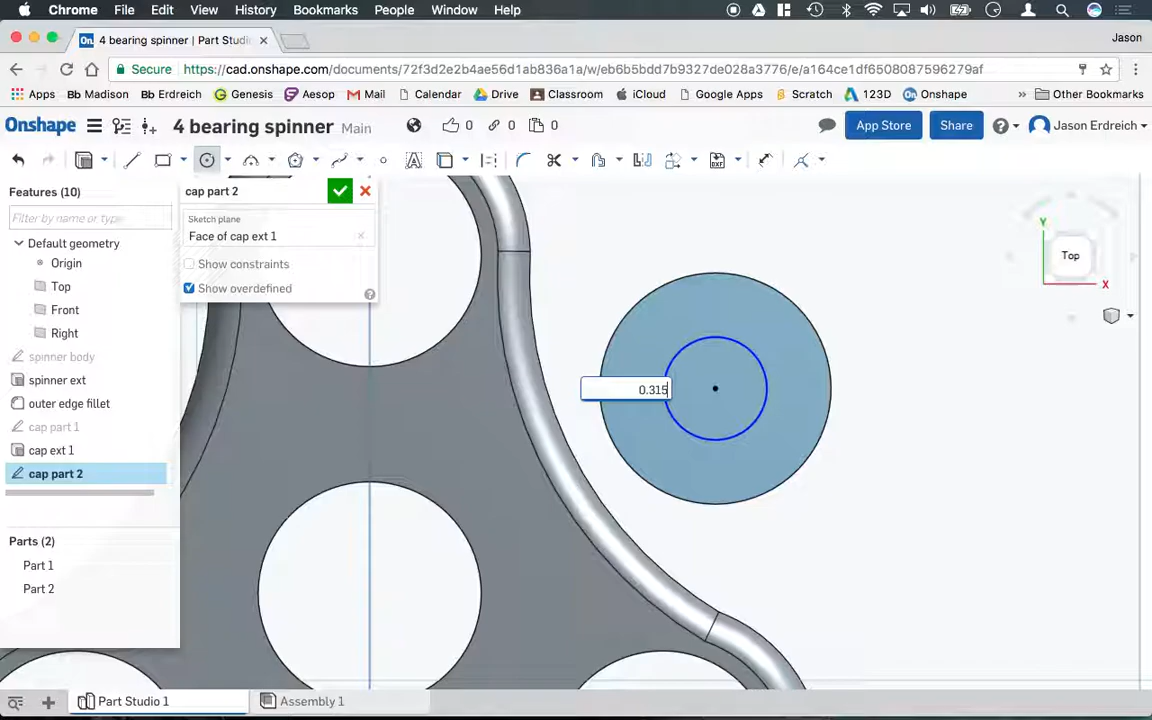 Chrome File Edit View History Bookmarks People Window Help
On 4 bearing spinner | Part Studi
Jason
Secure https://cad.onshape.com/documents/72f3d2e2b4ae56d1ab836a1a/w/eb6b5bdd7b9327de028a3776/e/a164ce1df6508087596279af
Apps Bb Madison Bb Erdreich Genesis Aesop Mail Calendar Drive Classroom iCloud Google Apps Scratch 123D On Onshape » Other Bookmarks
Onshape 4 bearing spinner Main 0 0 0 App Store Share Jason Erdreich
Features (10)
cap part 2
Filter by name or type
Sketch plane
Face of cap ext 1
Default geometry
Origin
Show constraints
Top
Show overdefined
Front
Right
spinner body
spinner ext
outer edge fillet
cap part 1
cap ext 1
cap part 2
Y
Top
X
0.315
Parts (2)
Part 1
Part 2
Part Studio 1 Assembly 1